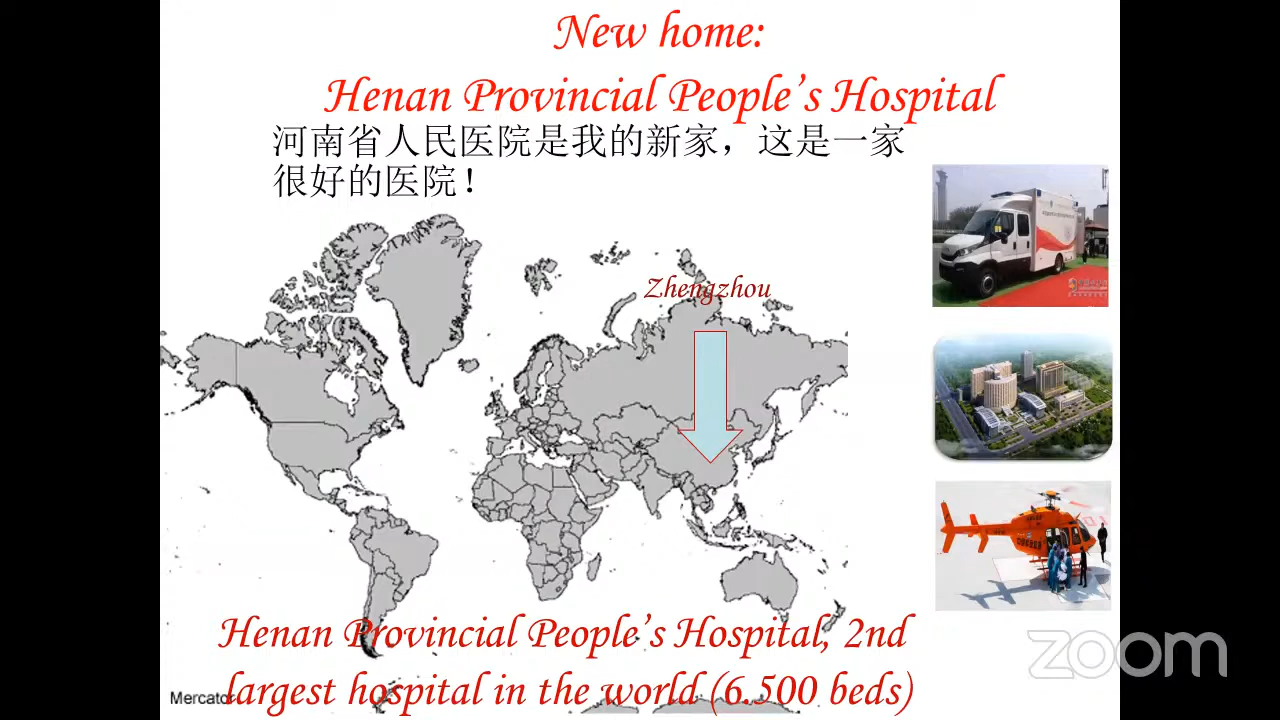 New home:
Henan Provincial People's Hospital
河南省人民医院是我的新家，这是一家
很好的医院！
Zhengzhou
Henan Provincial People's Hospital, 2nd
largest hospital in the world (6.500 beds)
Mercator
zoom